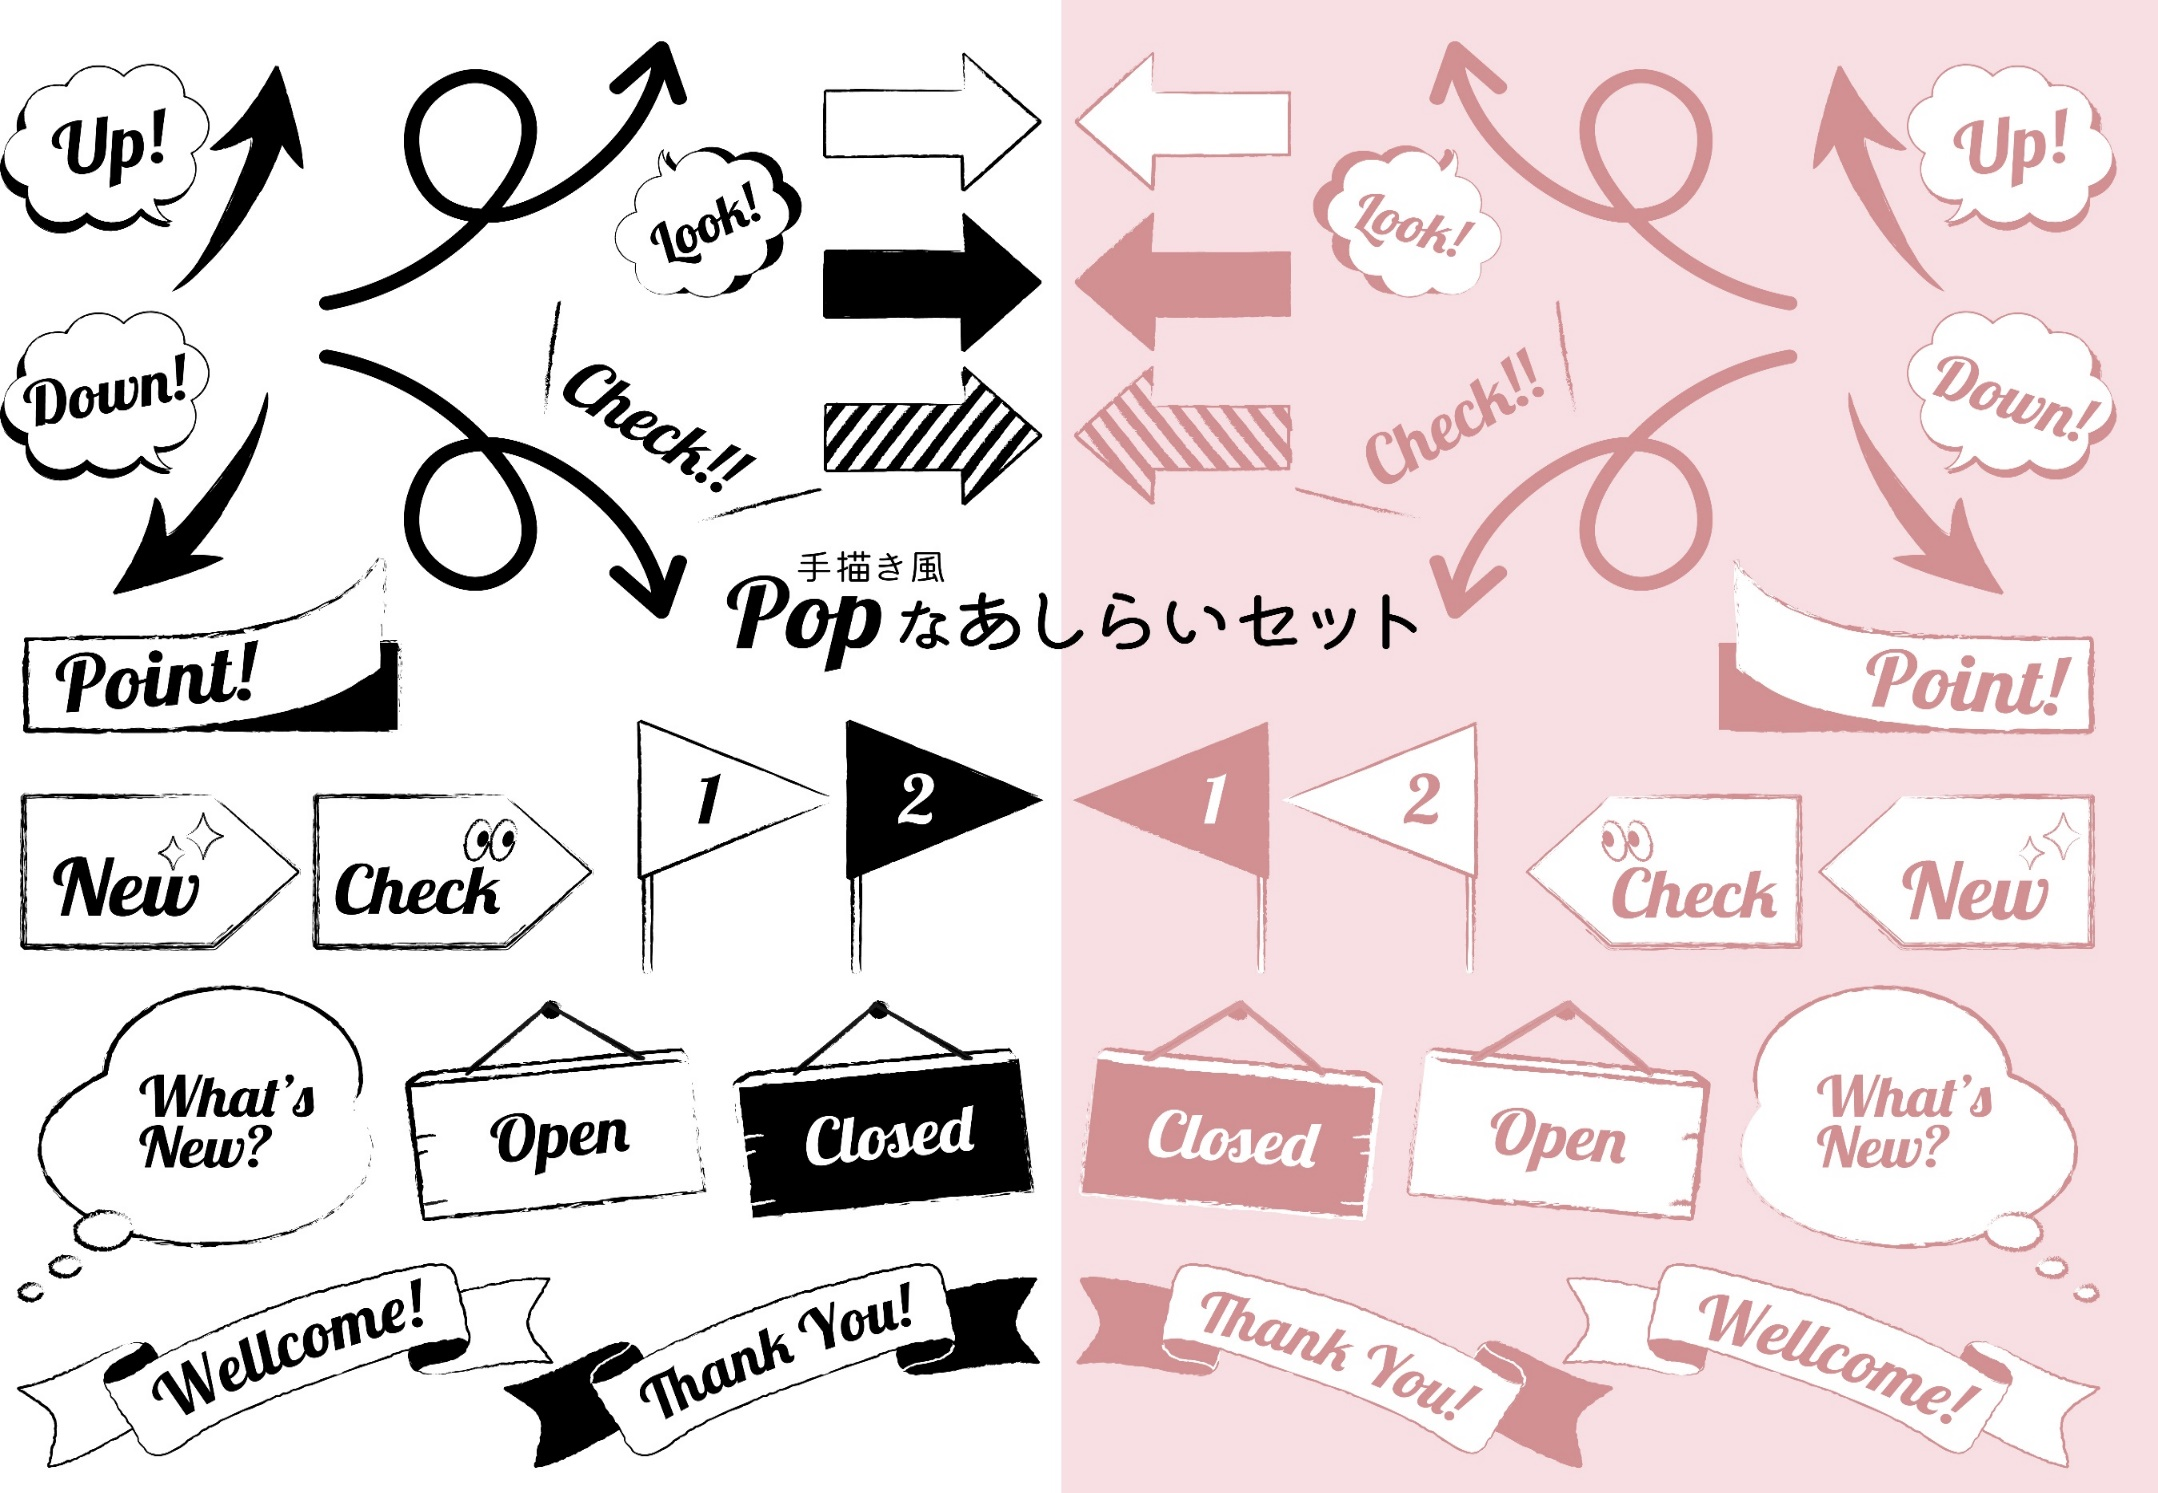 Up!
Look!
Look!
Up!
Down!
Check!!
Check!!
Down!
手描き風
Popなあしらいセット
Point!
Point!
1
2
1
2
New
Check
Check
New
What's
New?
Open
Closed
Closed
Open
What's
New?
Wellcome!
Thank You!
Thank You!
Wellcome!